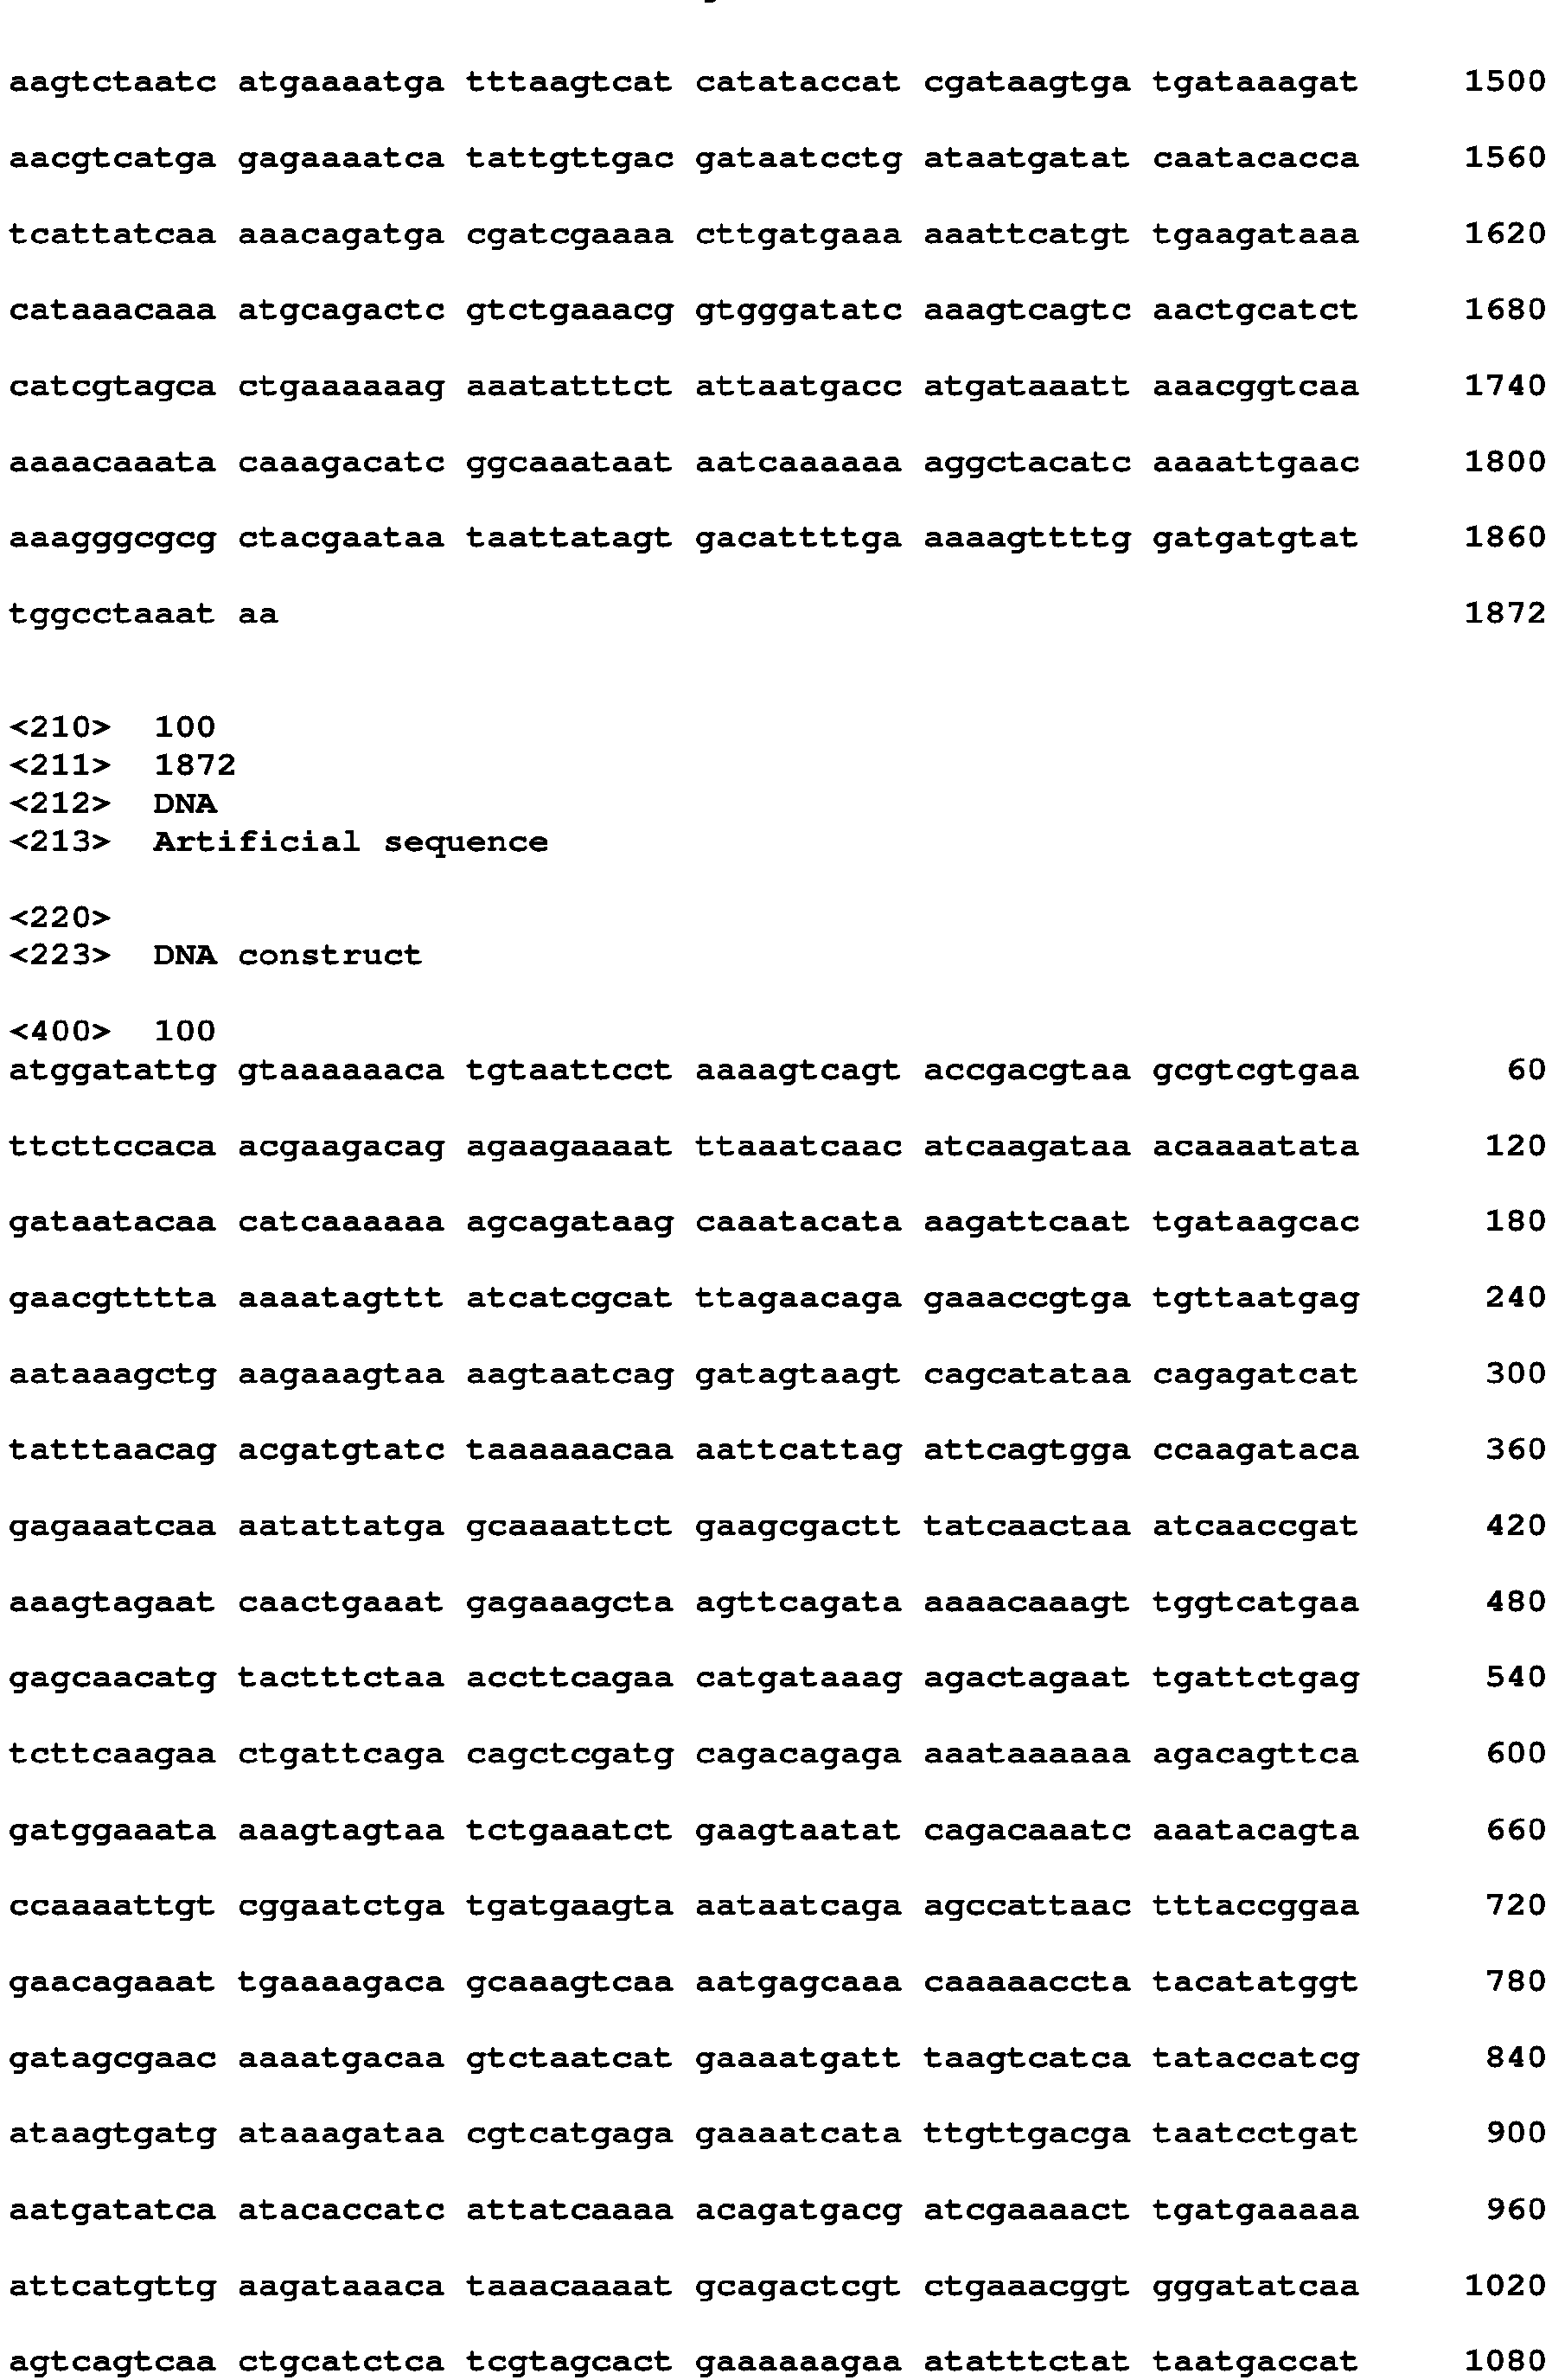 aagtctaatc atgaaaatga tttaagtcat catataccat cgataagtga tgataaagat 1500
aacgtcatga gagaaaatca tattgttgac gataatcctg ataatgatat caatacacca 1560
tcattatcaa aaacagatga cgatcgaaaa cttgatgaaa aaattcatgt tgaagataaa 1620
cataaacaaa atgcagactc gtctgaaacg gtgggatatc aaagtcagtc aactgcatct 1680
catcgtagca ctgaaaaaag aaatatttct attaatgacc atgataaatt aaacggtcaa 1740
aaaacaaata caaagacatc ggcaaataat aatcaaaaaa aggctacatc aaaattgaac 1800
aaagggcgcg ctacgaataa taattatagt gacattttga aaaagttttg gatgatgtat 1860
tggcctaaat aa 1872
<210> 100
<211> 1872
<212> DNA
<213> Artificial sequence
<220>
<223> DNA construct
<400> 100
atggatattg gtaaaaaaca tgtaattcct aaaagtcagt accgacgtaa gcgtcgtgaa 60
ttcttccaca acgaagacag agaagaaaat ttaaatcaac atcaagataa acaaaatata 120
gataatacaa catcaaaaaa agcagataag caaatacata aagattcaat tgataagcac 180
gaacgtttta aaaatagttt atcatcgcat ttagaacaga gaaaccgtga tgttaatgag 240
aataaagctg aagaaagtaa aagtaatcag gatagtaagt cagcatataa cagagatcat 300
tatttaacag acgatgtatc taaaaaacaa aattcattag attcagtgga ccaagataca 360
gagaaatcaa aatattatga gcaaaattct gaagcgactt tatcaactaa atcaaccgat 420
aaagtagaat caactgaaat gagaaagcta agttcagata aaaacaaagt tggtcatgaa 480
gagcaacatg tactttctaa accttcagaa catgataaag agactagaat tgattctgag 540
tcttcaagaa ctgattcaga cagctcgatg cagacagaga aaataaaaaa agacagttca 600
gatggaaata aaagtagtaa tctgaaatct gaagtaatat cagacaaatc aaatacagta 660
ccaaaattgt cggaatctga tgatgaagta aataatcaga agccattaac tttaccggaa 720
gaacagaaat tgaaaagaca gcaaagtcaa aatgagcaaa caaaaaccta tacatatggt 780
gatagcgaac aaaatgacaa gtctaatcat gaaaatgatt taagtcatca tataccatcg 840
ataagtgatg ataaagataa cgtcatgaga gaaaatcata ttgttgacga taatcctgat 900
aatgatatca atacaccatc attatcaaaa acagatgacg atcgaaaact tgatgaaaaa 960
attcatgttg aagataaaca taaacaaaat gcagactcgt ctgaaacggt gggatatcaa 1020
agtcagtcaa ctgcatctca tcgtagcact gaaaaaagaa atatttctat taatgaccat 1080